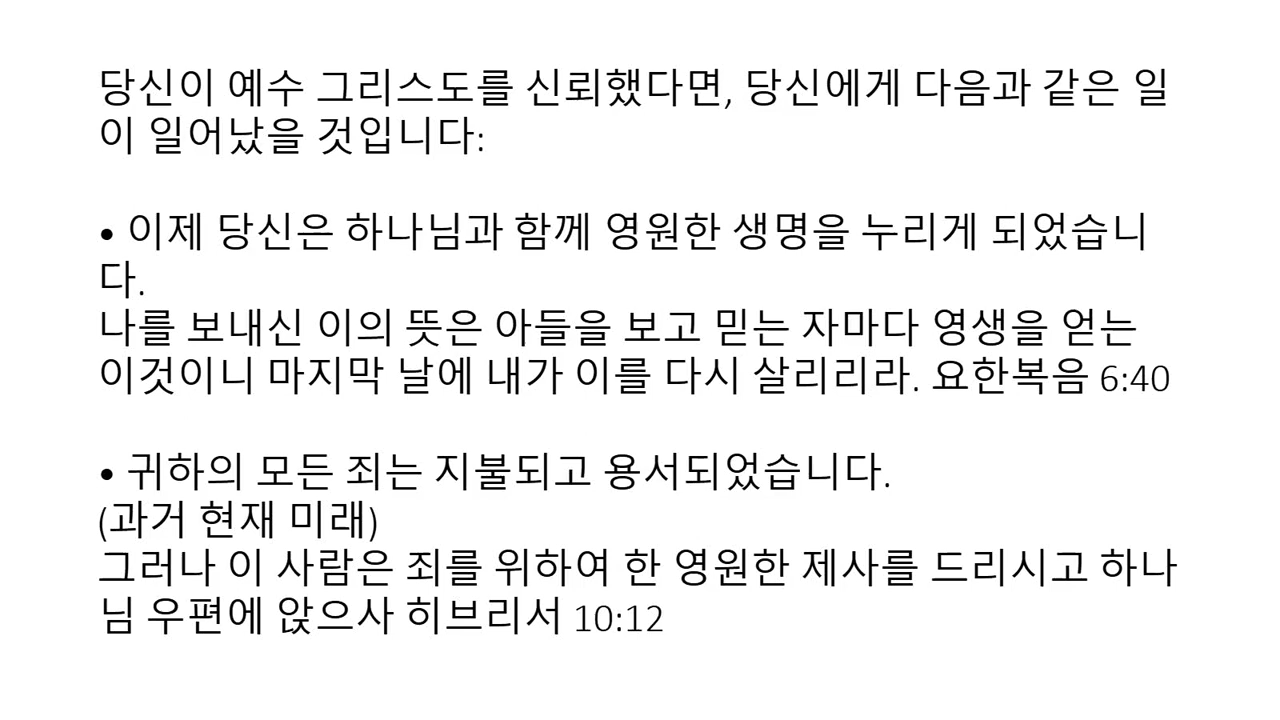 당신이 예수 그리스도를 신뢰했다면, 당신에게 다음과 같은 일
이 일어났을 것입니다:
• 이제 당신은 하나님과 함께 영원한 생명을 누리게 되었습니
다.
나를 보내신 이의 뜻은 아들을 보고 믿는 자마다 영생을 얻는
이것이니 마지막 날에 내가 이를 다시 살리리라. 요한복음 6:40
• 귀하의 모든 죄는 지불되고 용서되었습니다.
(과거 현재 미래)
그러나 이 사람은 죄를 위하여 한 영원한 제사를 드리시고 하나
님 우편에 앉으사 히브리서 10:12